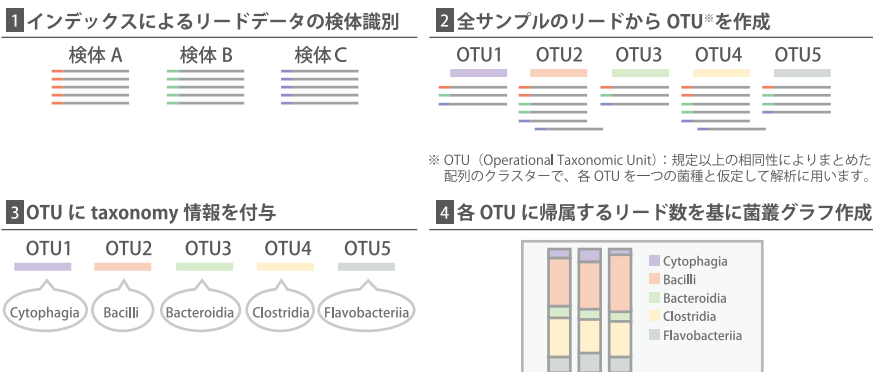 1 インデックスによるリードデータの検体識別
検体 A 検体 B 検体 C
2 全サンプルのリードから OTU※を作成
OTU1 OTU2 OTU3 OTU4 OTU5
※ OTU（Operational Taxonomic Unit）：規定以上の相同性によりまとめた
配列のクラスターで、各 OTU を一つの菌種と仮定して解析に用います。
3 OTU に taxonomy 情報を付与
OTU1 OTU2 OTU3 OTU4 OTU5
Cytophagia Bacilli Bacteroidia Clostridia Flavobacteriia
4 各 OTU に帰属するリード数を基に菌叢グラフ作成
Cytophagia
Bacilli
Bacteroidia
Clostridia
Flavobacteriia